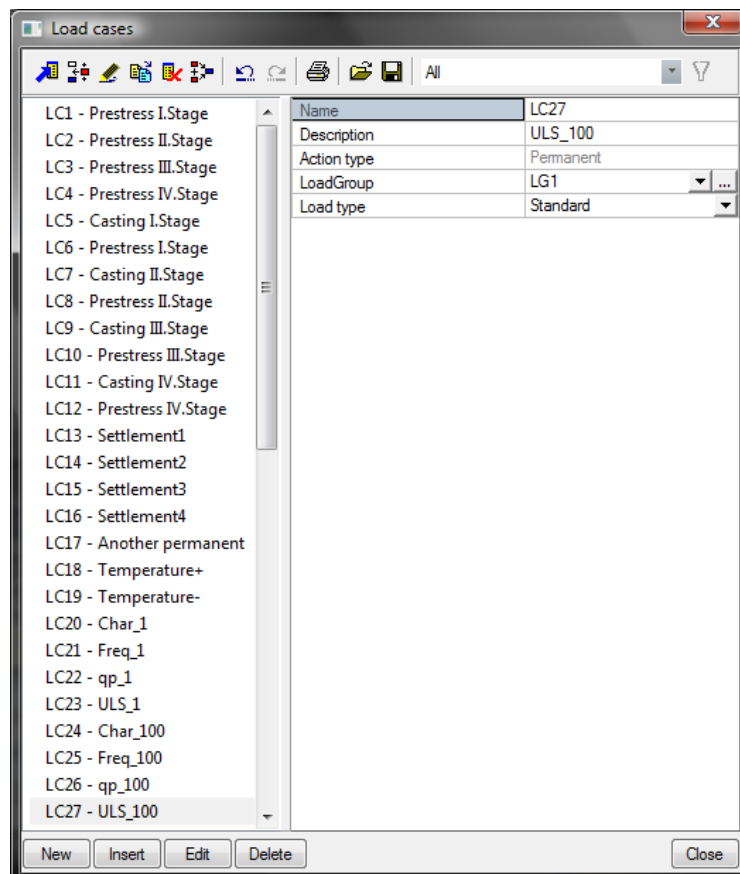 Load cases
All
LC1 - Prestress I.Stage
LC2 - Prestress II.Stage
LC3 - Prestress III.Stage
LC4 - Prestress IV.Stage
LC5 - Casting I.Stage
LC6 - Prestress I.Stage
LC7 - Casting II.Stage
LC8 - Prestress II.Stage
LC9 - Casting III.Stage
LC10 - Prestress III.Stage
LC11 - Casting IV.Stage
LC12 - Prestress IV.Stage
LC13 - Settlement1
LC14 - Settlement2
LC15 - Settlement3
LC16 - Settlement4
LC17 - Another permanent
LC18 - Temperature+
LC19 - Temperature-
LC20 - Char_1
LC21 - Freq_1
LC22 - qp_1
LC23 - ULS_1
LC24 - Char_100
LC25 - Freq_100
LC26 - qp_100
LC27 - ULS_100
Name LC27
Description ULS_100
Action type Permanent
LoadGroup LG1 ...
Load type Standard
New Insert Edit Delete Close